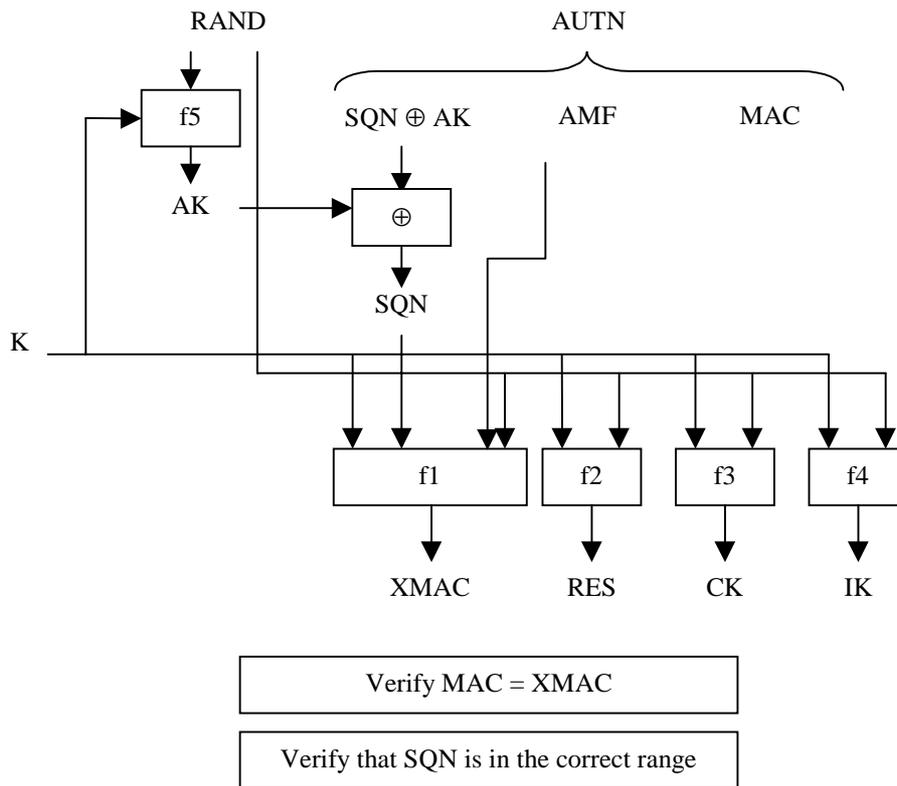 RAND AUTN
f5 SQN ⊕ AK AMF MAC
AK ⊕
SQN
K
f1 f2 f3 f4
XMAC RES CK IK
Verify MAC = XMAC
Verify that SQN is in the correct range